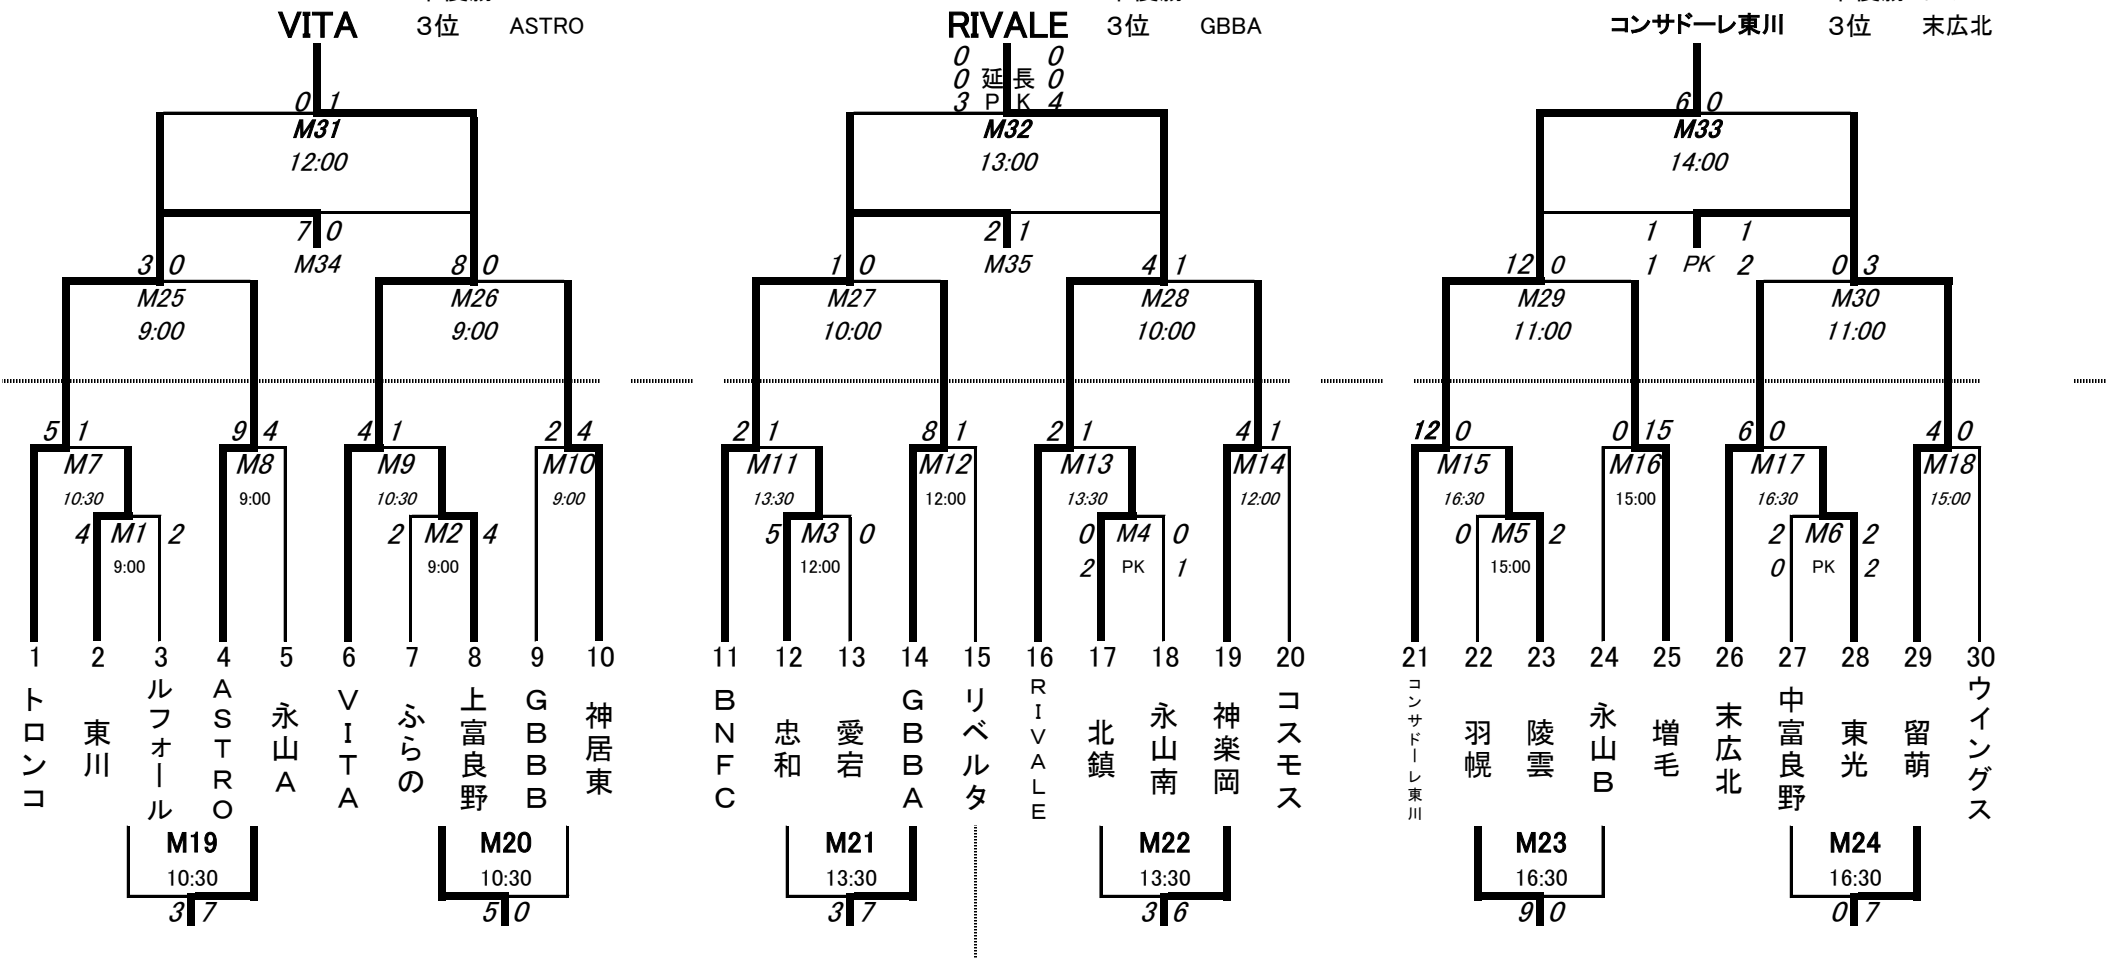 VITA 3位 ASTRO RIVALE 3位 GBBA コンサドーレ東川 3位 末広北
0 0
0 延長 0
0 1 3 PK 4 6 0
M31 M32 M33
12:00 13:00 14:00
7 0 2 1 1 1
M34 M35 1 PK 2
3 0 8 0 1 0 4 1 12 0 0 3
M25 M26 M27 M28 M29 M30
9:00 9:00 10:00 10:00 11:00 11:00
5 1 9 4 4 1 2 4 2 1 8 1 2 1 4 1 12 0 0 15 6 0 4 0
M7 M8 M9 M10 M11 M12 M13 M14 M15 M16 M17 M18
10:30 9:00 10:30 9:00 13:30 12:00 13:30 12:00 16:30 15:00 16:30 15:00
4 M1 2 2 M2 4 5 M3 0 0 M4 0 0 M5 2 2 M6 2
9:00 9:00 12:00 2 PK 1 15:00 0 PK 2
1 2 3 4 5 6 7 8 9 10 11 12 13 14 15 16 17 18 19 20 21 22 23 24 25 26 27 28 29 30
トロンコ
東川
ルフォール
ASTRO
永山A
VITA
ふらの
上富良野
GBBB
神居東
BNFC
忠和
愛宕
GBBA
リベルタ
RIVALE
北鎮
永山南
神楽岡
コスモス
コンサドーレ東川
羽幌
陵雲
永山B
増毛
末広北
中富良野
東光
留萌
ウイングス
M19 M20 M21 M22 M23 M24
10:30 10:30 13:30 13:30 16:30 16:30
3 7 5 0 3 7 3 6 9 0 0 7